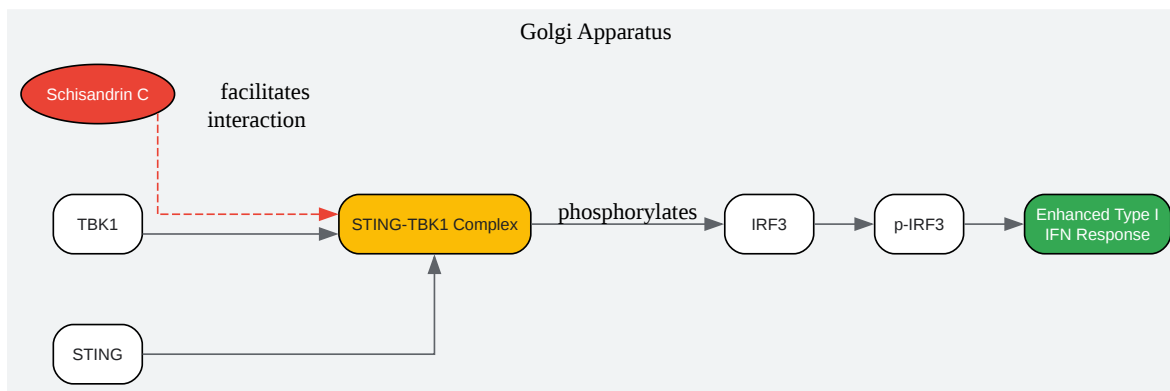 Golgi Apparatus
Schisandrin C
facilitates
interaction
TBK1
STING-TBK1 Complex
phosphorylates
IRF3
p-IRF3
Enhanced Type I
IFN Response
STING